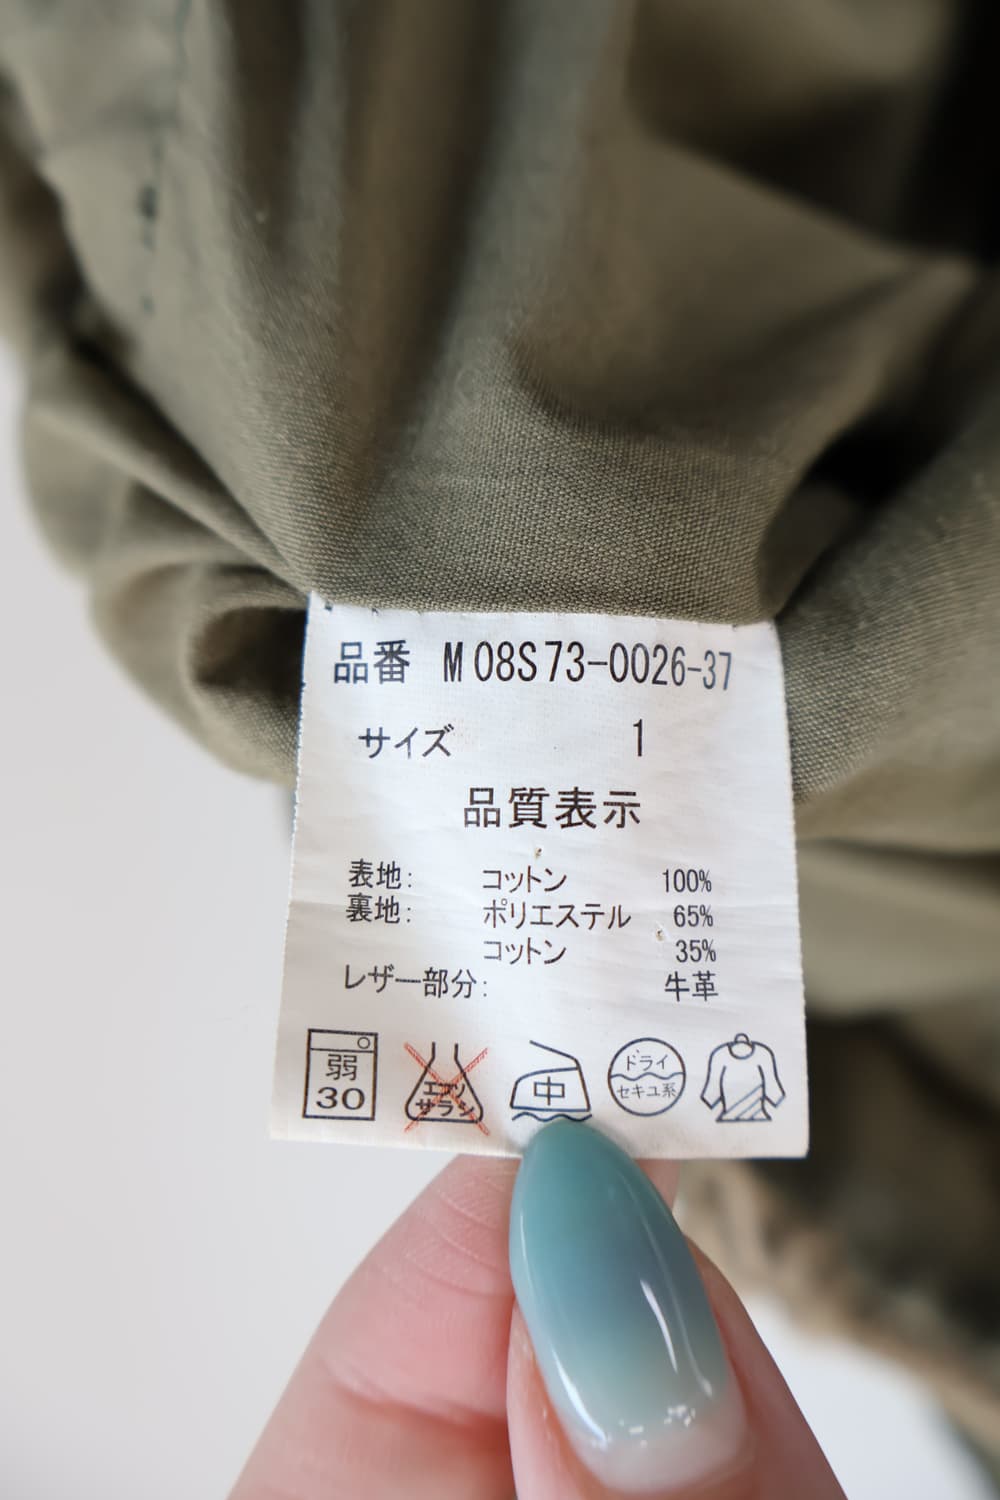 品番 M08S73-0026-37
サイズ 1
品質表示
表地: コットン 100%
裏地: ポリエステル 65%
コットン 35%
レザー部分: 牛革
弱
30
エンソ
サラシ
中
ドライ
セキユ系